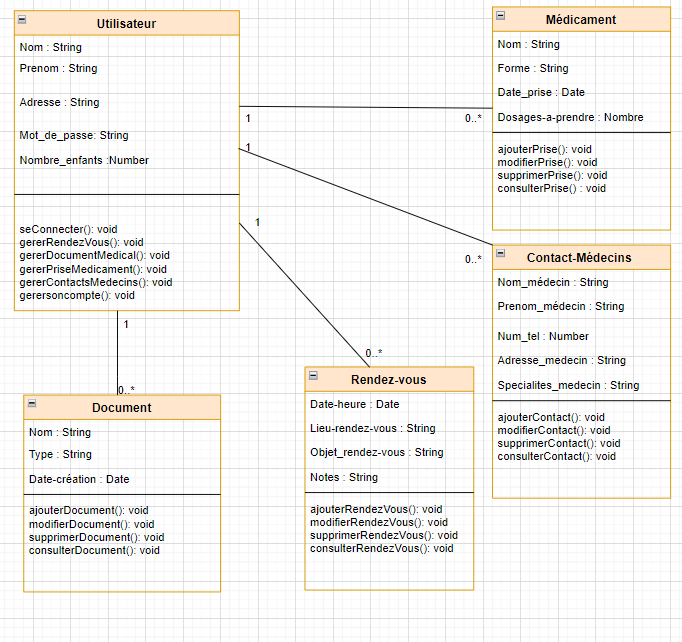 Utilisateur
Nom : String
Prenom : String
Adresse : String
Mot_de_passe: String
Nombre_enfants :Number
seConnecter(): void
gererRendezVous(): void
gererDocumentMedical(): void
gererPriseMedicament(): void
gererContactsMedecins(): void
gerersoncompte(): void
1
0..*
1
0..*
1
0..*
1
0..*
Médicament
Nom : String
Forme : String
Date_prise : Date
Dosages-a-prendre : Nombre
ajouterPrise(): void
modifierPrise(): void
supprimerPrise(): void
consulterPrise() : void
Contact-Médecins
Nom_médecin : String
Prenom_médecin : String
Num_tel : Number
Adresse_medecin : String
Specialites_medecin : String
ajouterContact(): void
modifierContact(): void
supprimerContact(): void
consulterContact(): void
Rendez-vous
Date-heure : Date
Lieu-rendez-vous : String
Objet_rendez-vous : String
Notes : String
ajouterRendezVous(): void
modifierRendezVous(): void
supprimerRendezVous(): void
consulterRendezVous(): void
Document
Nom : String
Type : String
Date-création : Date
ajouterDocument(): void
modifierDocument(): void
supprimerDocument(): void
consulterDocument(): void